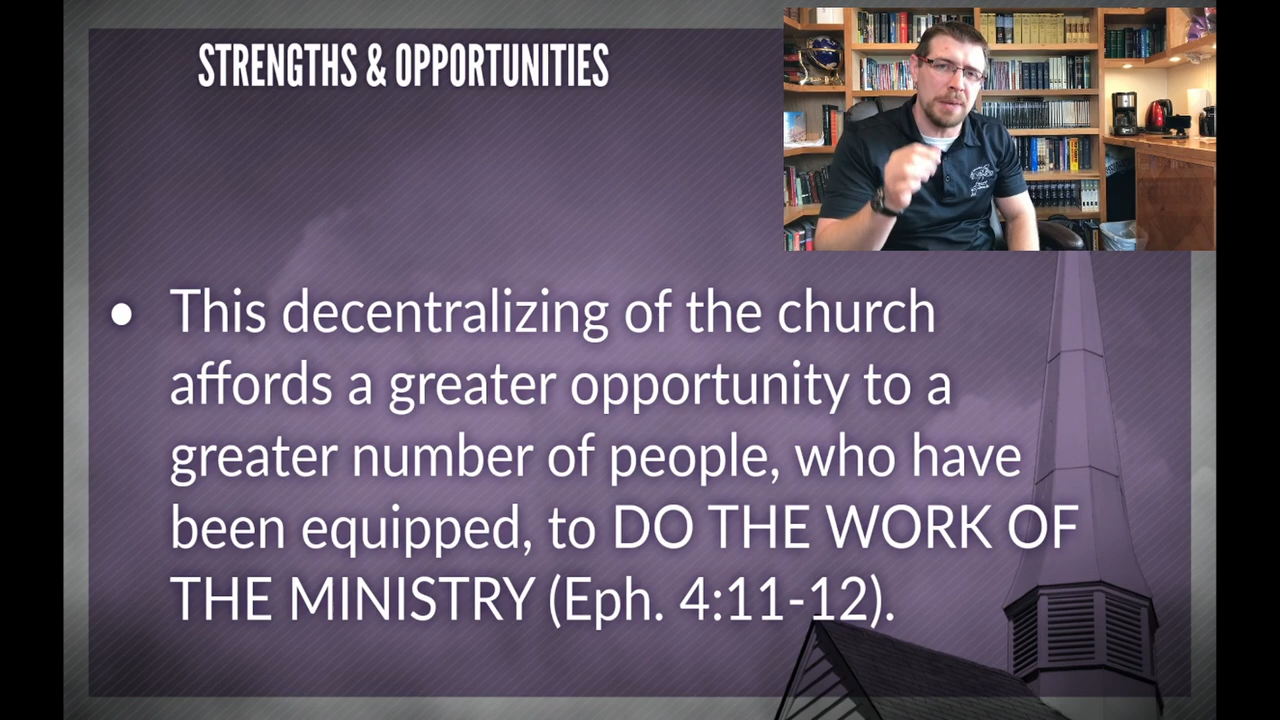 STRENGTHS & OPPORTUNITIES
• This decentralizing of the church
affords a greater opportunity to a
greater number of people, who have
been equipped, to DO THE WORK OF
THE MINISTRY (Eph. 4:11-12).